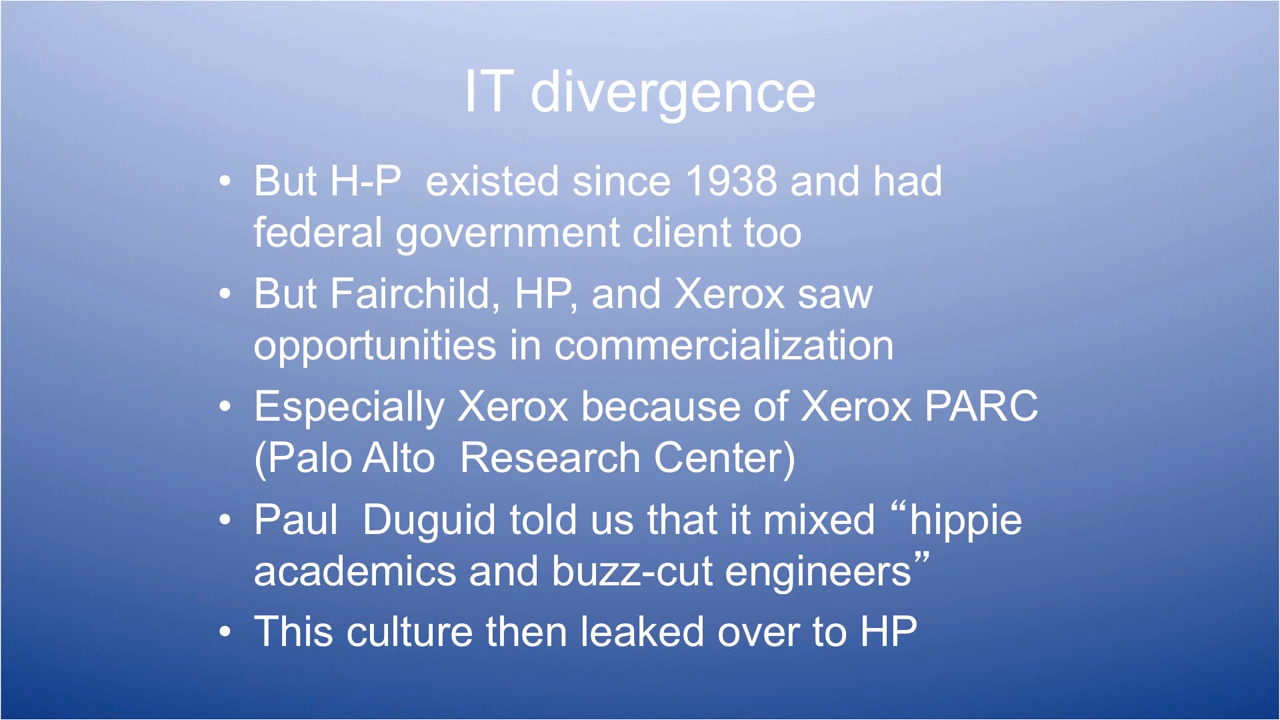 IT divergence
• But H-P  existed since 1938 and had
federal government client too
• But Fairchild, HP, and Xerox saw
opportunities in commercialization
• Especially Xerox because of Xerox PARC
(Palo Alto  Research Center)
• Paul  Duguid told us that it mixed “hippie
academics and buzz-cut engineers”
• This culture then leaked over to HP